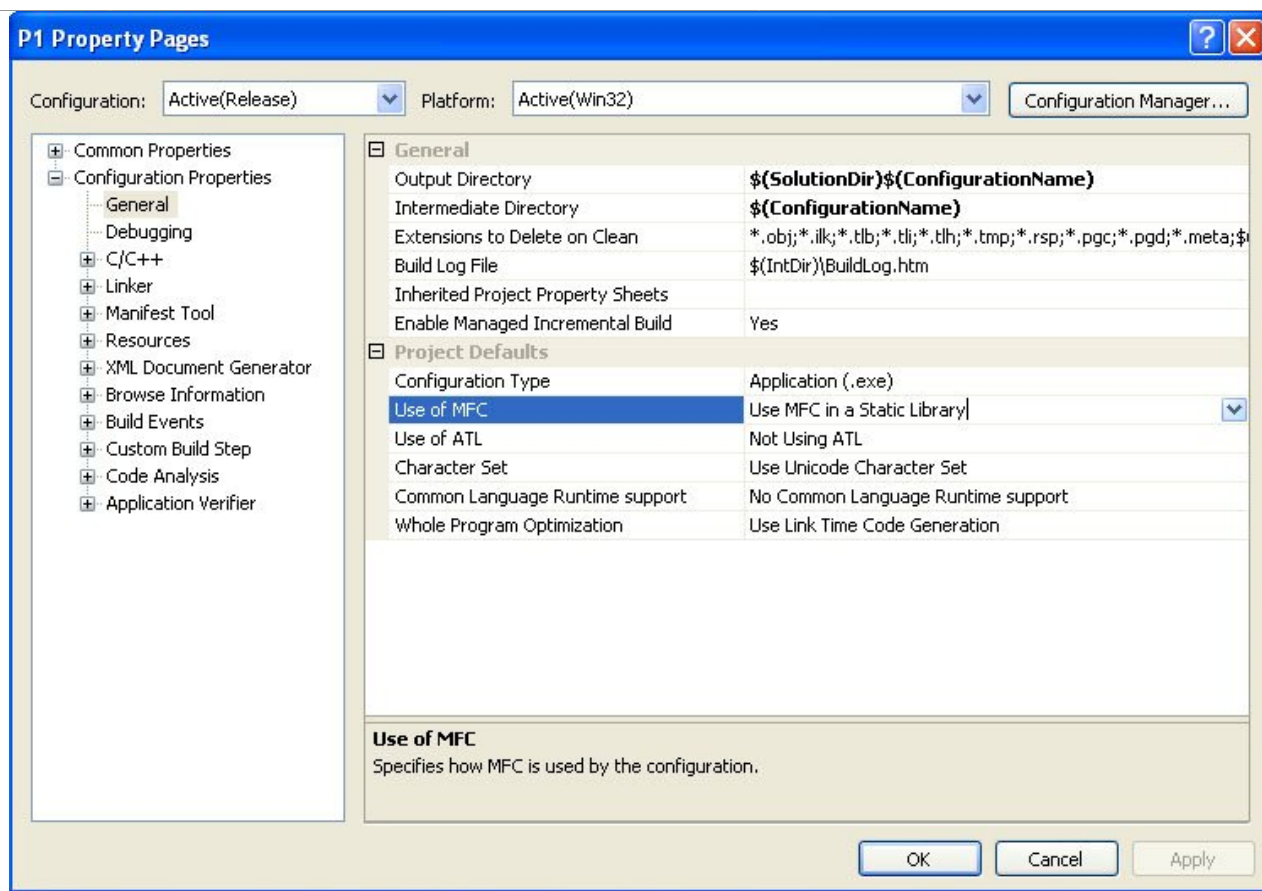 P1 Property Pages
Configuration: Active(Release) Platform: Active(Win32) Configuration Manager...
Common Properties
Configuration Properties
General
Debugging
C/C++
Linker
Manifest Tool
Resources
XML Document Generator
Browse Information
Build Events
Custom Build Step
Code Analysis
Application Verifier
General
Output Directory $(SolutionDir)$(ConfigurationName)
Intermediate Directory $(ConfigurationName)
Extensions to Delete on Clean *.obj;*.ilk;*.tlb;*.tli;*.tlh;*.tmp;*.rsp;*.pgc;*.pgd;*.meta;$(
Build Log File $(IntDir)\BuildLog.htm
Inherited Project Property Sheets
Enable Managed Incremental Build Yes
Project Defaults
Configuration Type Application (.exe)
Use of MFC Use MFC in a Static Library
Use of ATL Not Using ATL
Character Set Use Unicode Character Set
Common Language Runtime support No Common Language Runtime support
Whole Program Optimization Use Link Time Code Generation
Use of MFC
Specifies how MFC is used by the configuration.
OK Cancel Apply